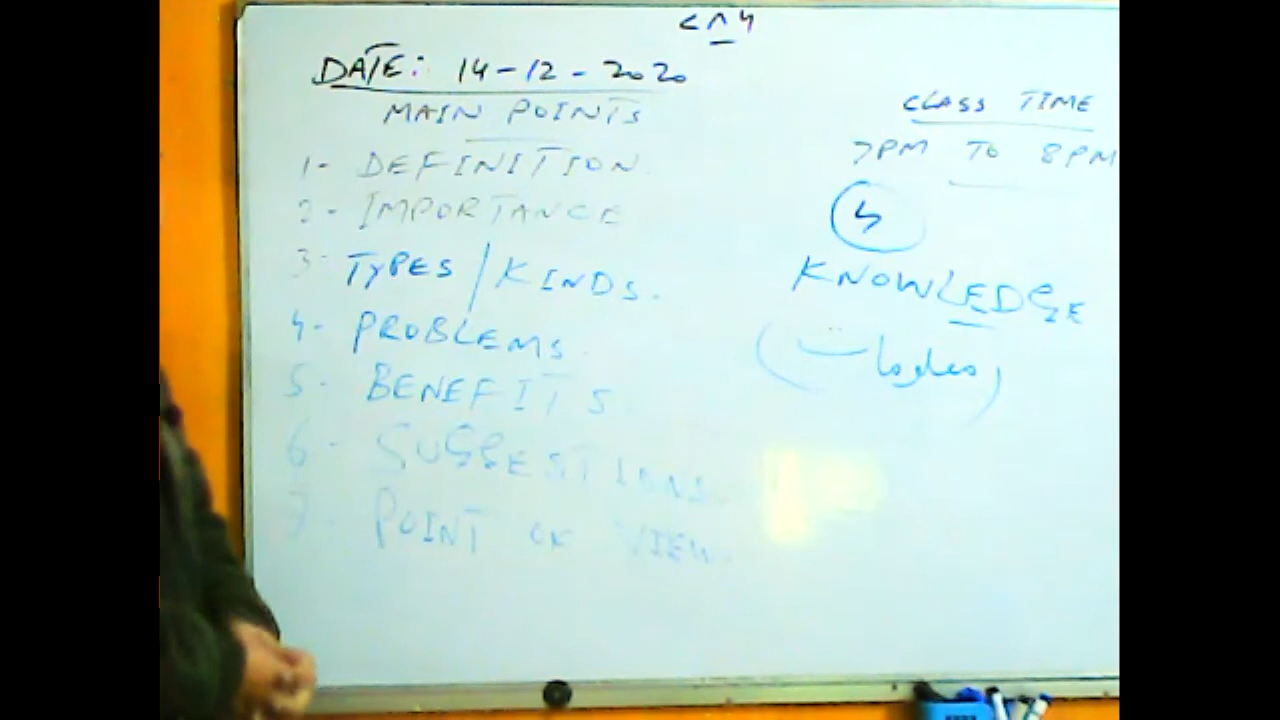 DATE: 14-12-2020
MAIN POINTS
1- DEFINITION
2- IMPORTANCE
3- TYPES / KINDS.
4- PROBLEMS
5- BENEFITS
6- SUGGESTIONS
7- POINT OF VIEW.
CLASS TIME
7PM TO 8PM
KNOWLEDGE
(معلومات)